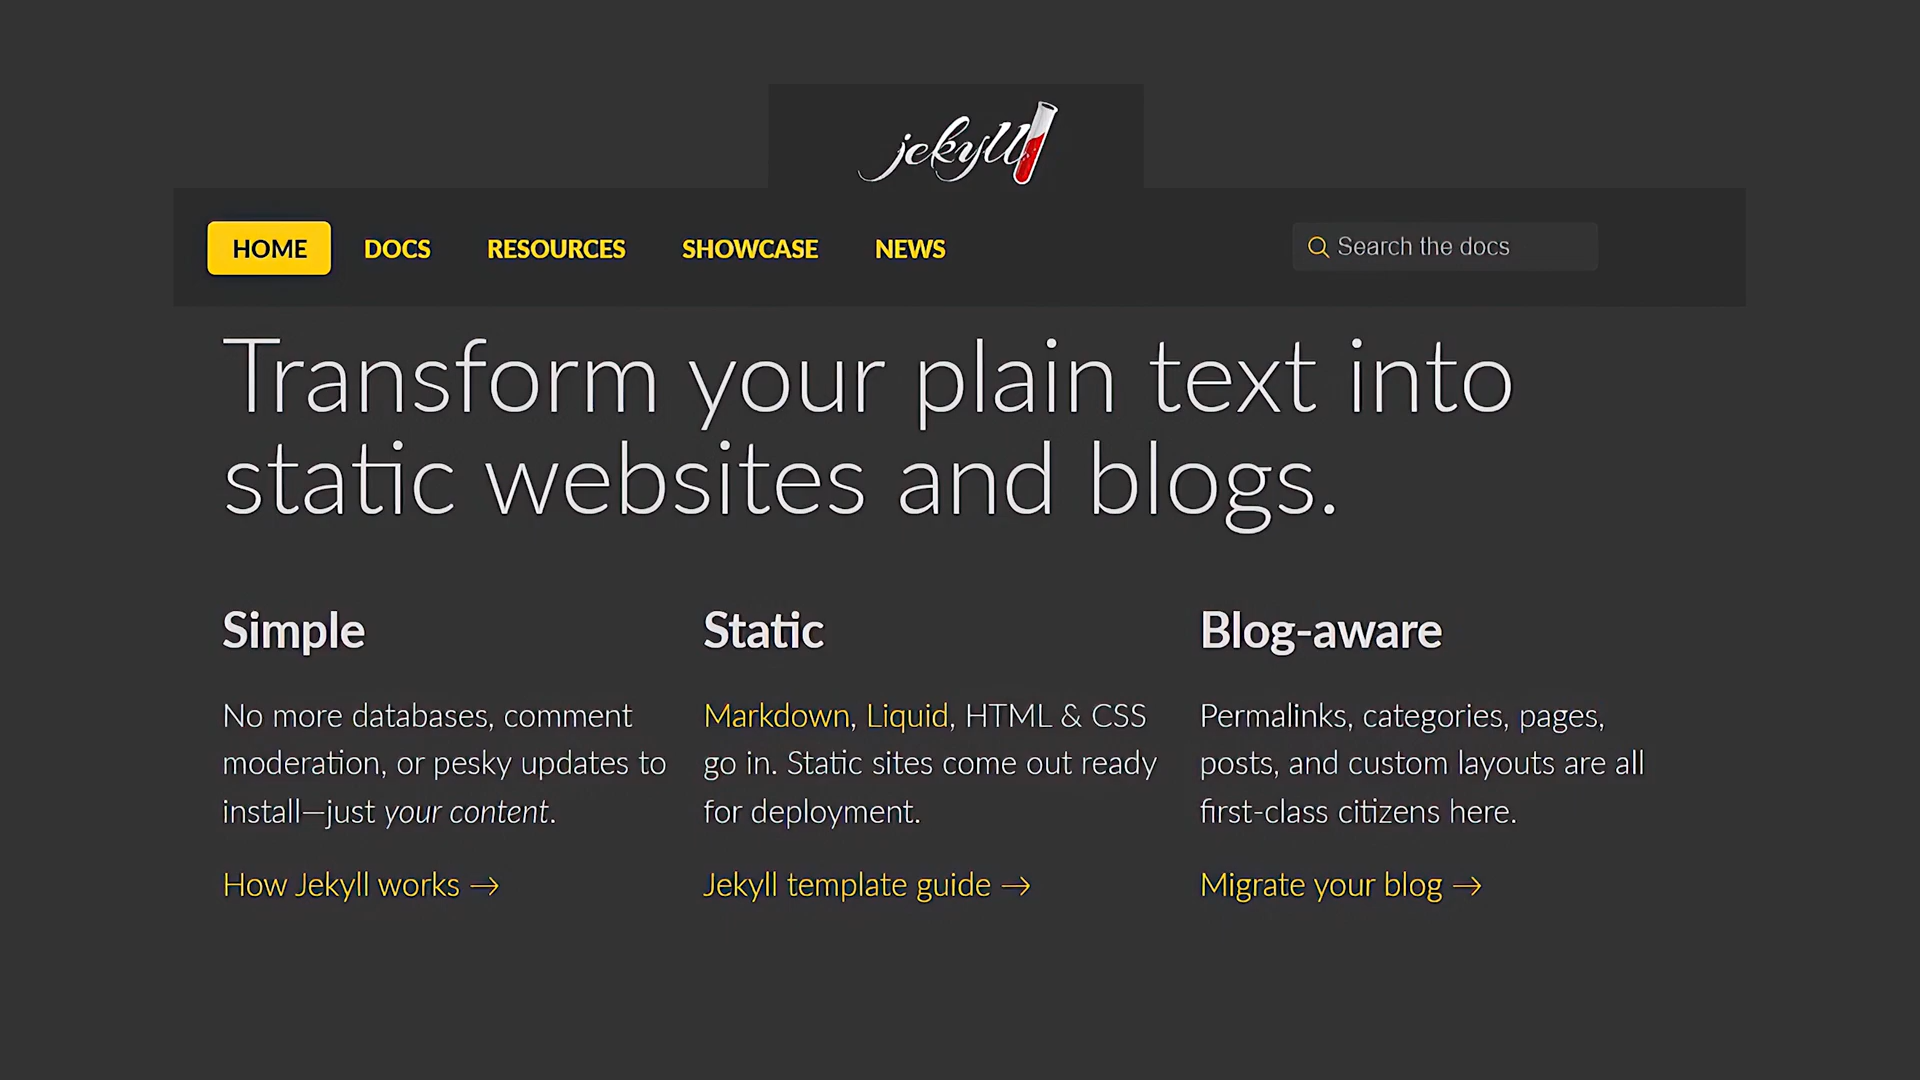 jekyll
HOME DOCS RESOURCES SHOWCASE NEWS Search the docs
Transform your plain text into
static websites and blogs.
Simple
No more databases, comment
moderation, or pesky updates to
install—just your content.
How Jekyll works →
Static
Markdown, Liquid, HTML & CSS
go in. Static sites come out ready
for deployment.
Jekyll template guide →
Blog-aware
Permalinks, categories, pages,
posts, and custom layouts are all
first-class citizens here.
Migrate your blog →